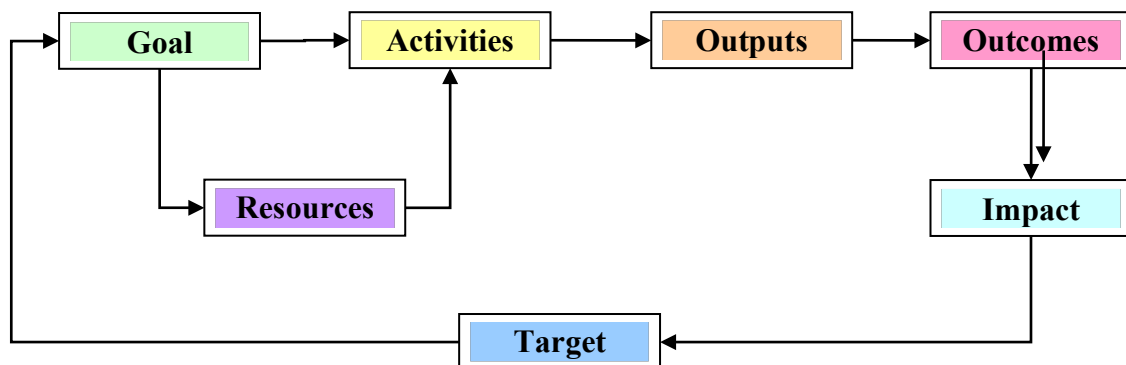 Goal
Activities
Outputs
Outcomes
Resources
Impact
Target